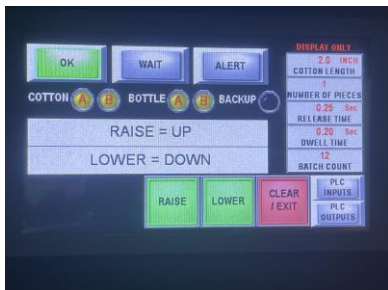 DISPLAY ONLY
OK
WAIT
ALERT
2.0 INCH
COTTON LENGTH
1
NUMBER OF PIECES
COTTON A B BOTTLE A B BACKUP
0.25 Sec
RELEASE TIME
0.20 Sec
DWELL TIME
12
BATCH COUNT
RAISE = UP
LOWER = DOWN
RAISE
LOWER
CLEAR
/ EXIT
PLC
INPUTS
PLC
OUTPUTS